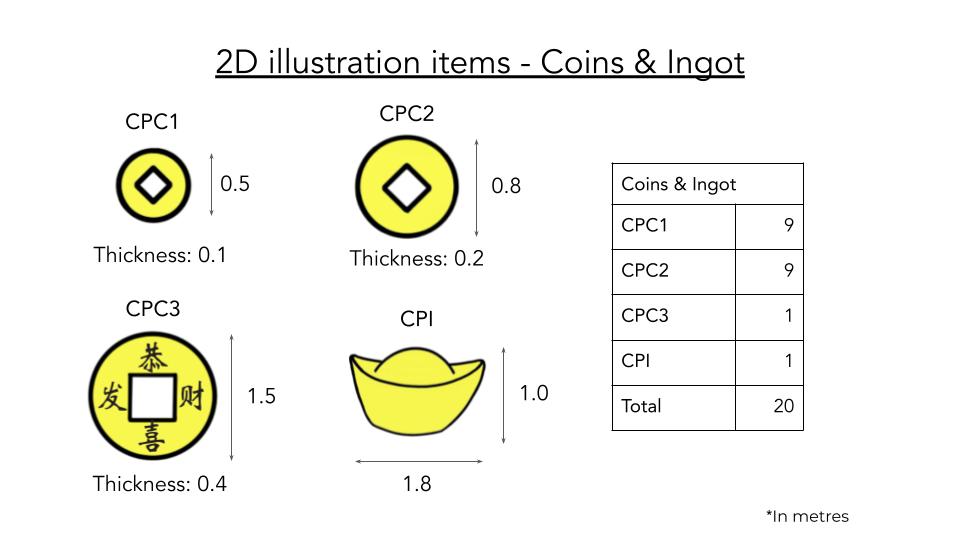 2D illustration items - Coins & Ingot
CPC1
0.5
Thickness: 0.1
CPC2
0.8
Thickness: 0.2
CPC3
恭
发 财
喜
1.5
Thickness: 0.4
CPI
1.0
1.8
Coins & Ingot
CPC1 9
CPC2 9
CPC3 1
CPI 1
Total 20
*In metres